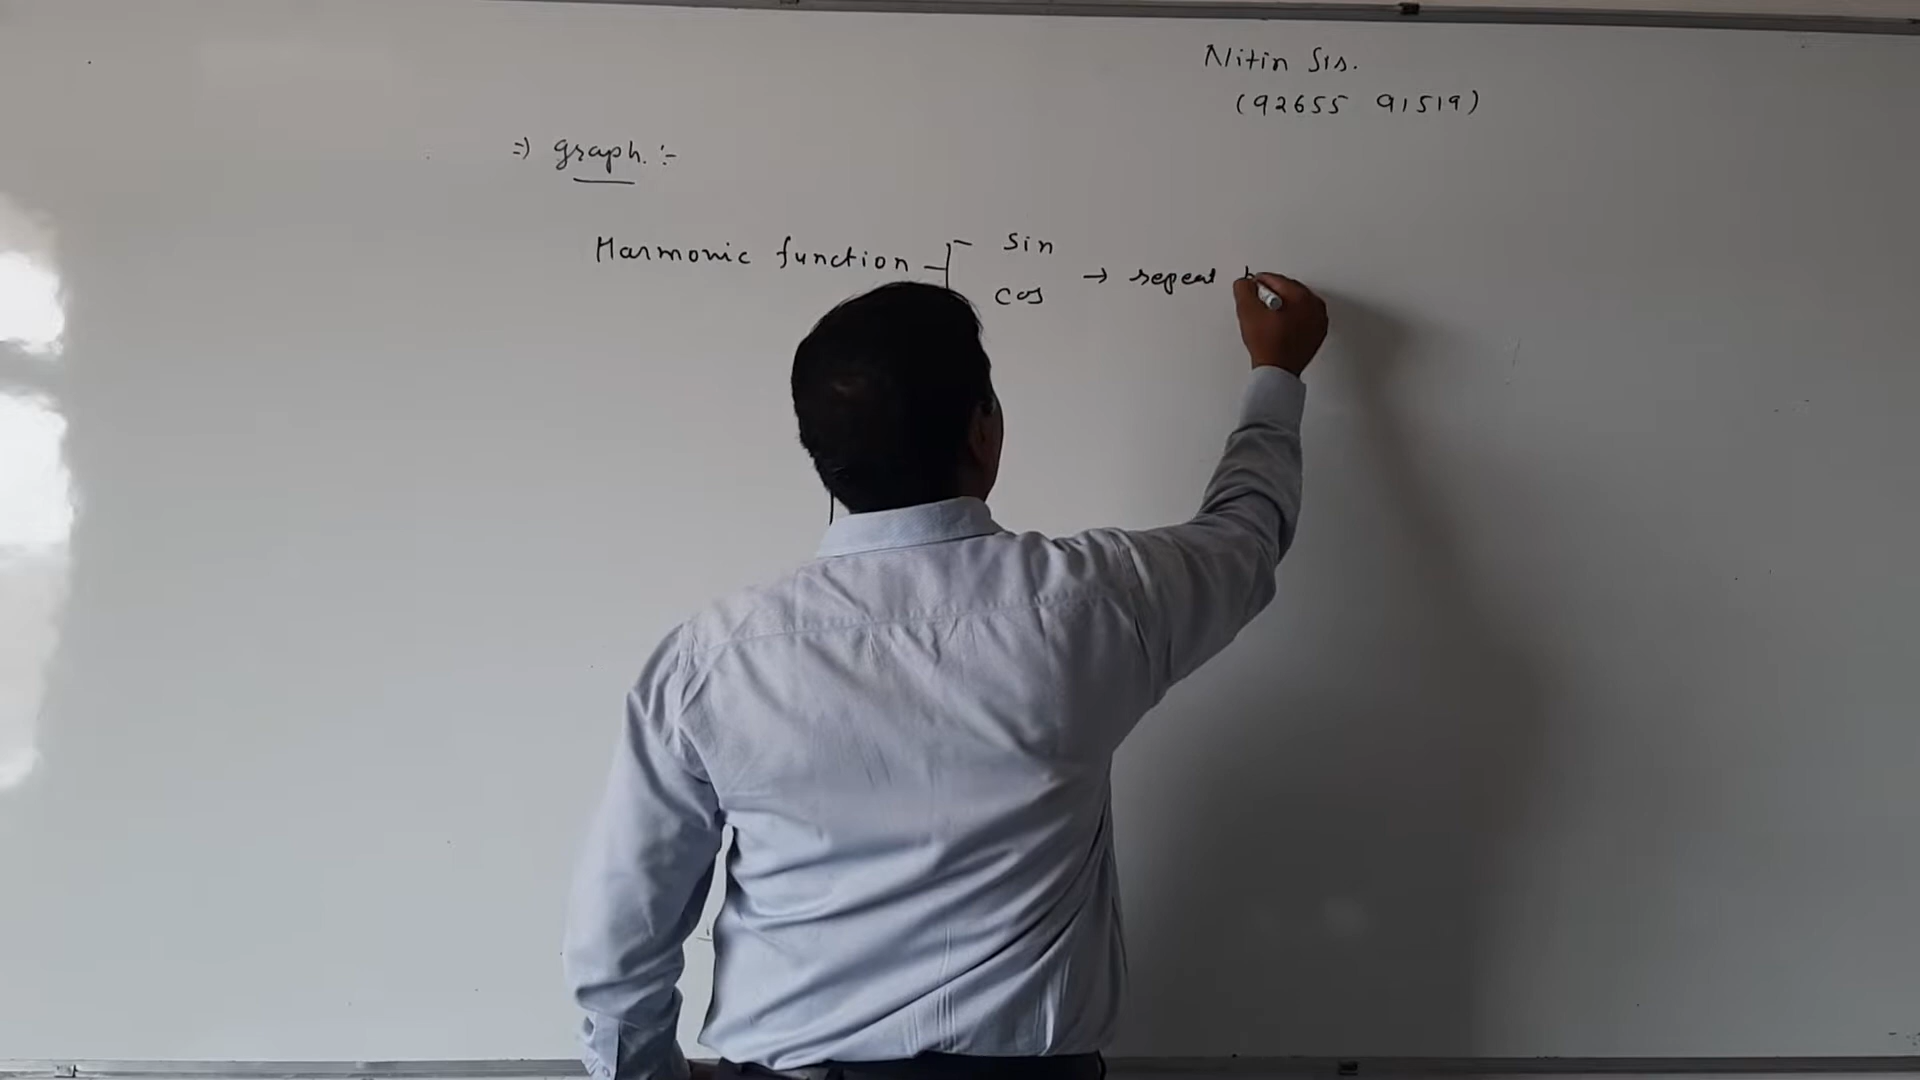 Nitin Sir.
(92655 91519)
⇒ graph :-
Harmonic function
sin
cos
→ repeat